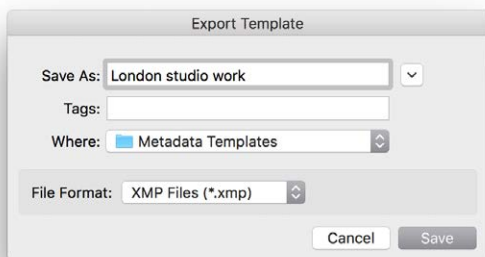 Export Template
Save As: London studio work
Tags:
Where: Metadata Templates
File Format: XMP Files (*.xmp)
Cancel Save